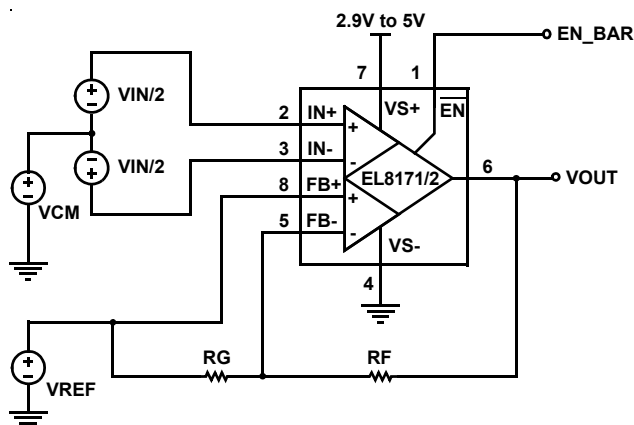 .
2.9V to 5V
EN_BAR
7
1
+
-
VIN/2
2
IN+
VS+
EN
+
-
+
VIN/2
3
IN-
-
EL8171/2
6
VOUT
+
-
VCM
8
FB+
+
5
FB-
-
VS-
4
RG
RF
+
-
VREF